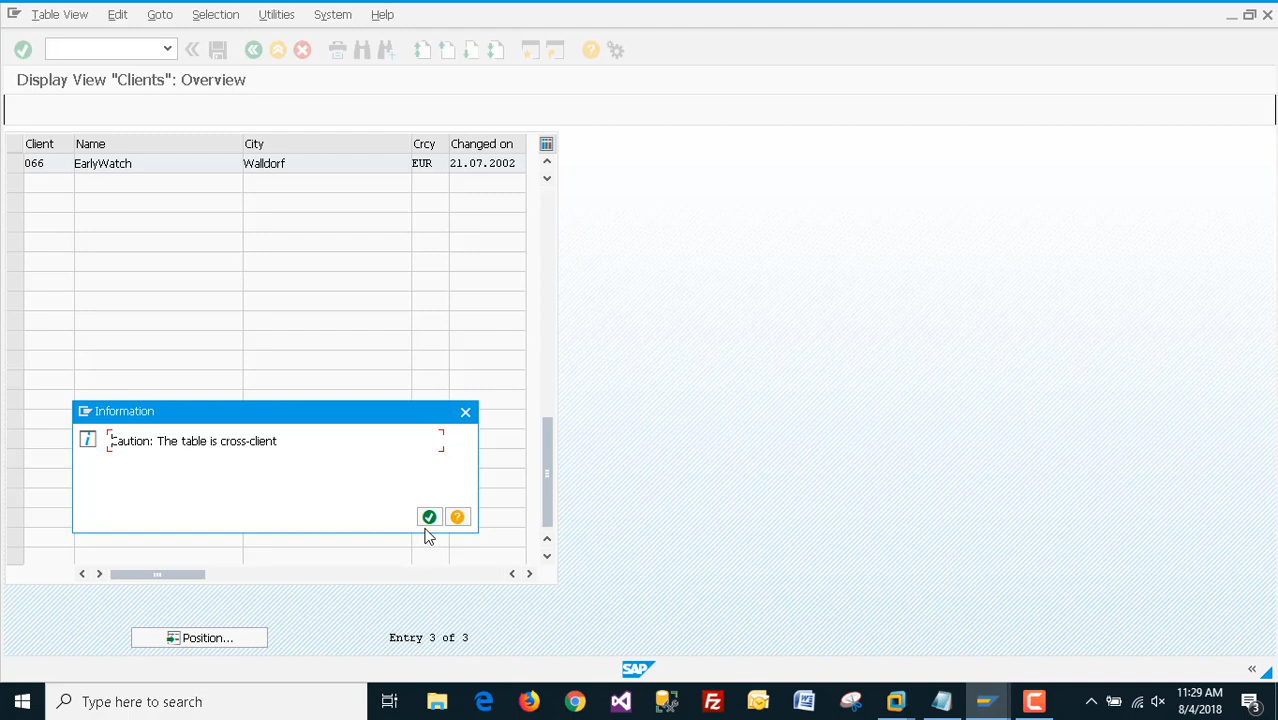 Table View Edit Goto Selection Utilities System Help
Display View "Clients": Overview
Client Name City Crcy Changed on
066 EarlyWatch Walldorf EUR 21.07.2002
Information
Caution: The table is cross-client
Position... Entry 3 of 3
SAP
Type here to search
11:29 AM
8/4/2018
3